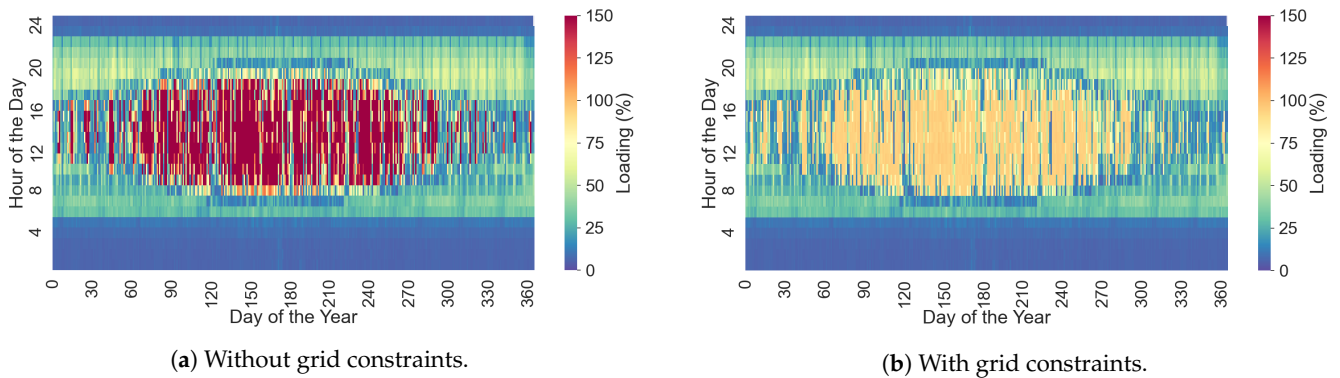 24
20
16
12
8
4
Hour of the Day
0 30 60 90 120 150 180 210 240 270 300 330 360
Day of the Year
150
125
100
75
50
25
0
Loading (%)
(a) Without grid constraints.
24
20
16
12
8
4
Hour of the Day
0 30 60 90 120 150 180 210 240 270 300 330 360
Day of the Year
150
125
100
75
50
25
0
Loading (%)
(b) With grid constraints.